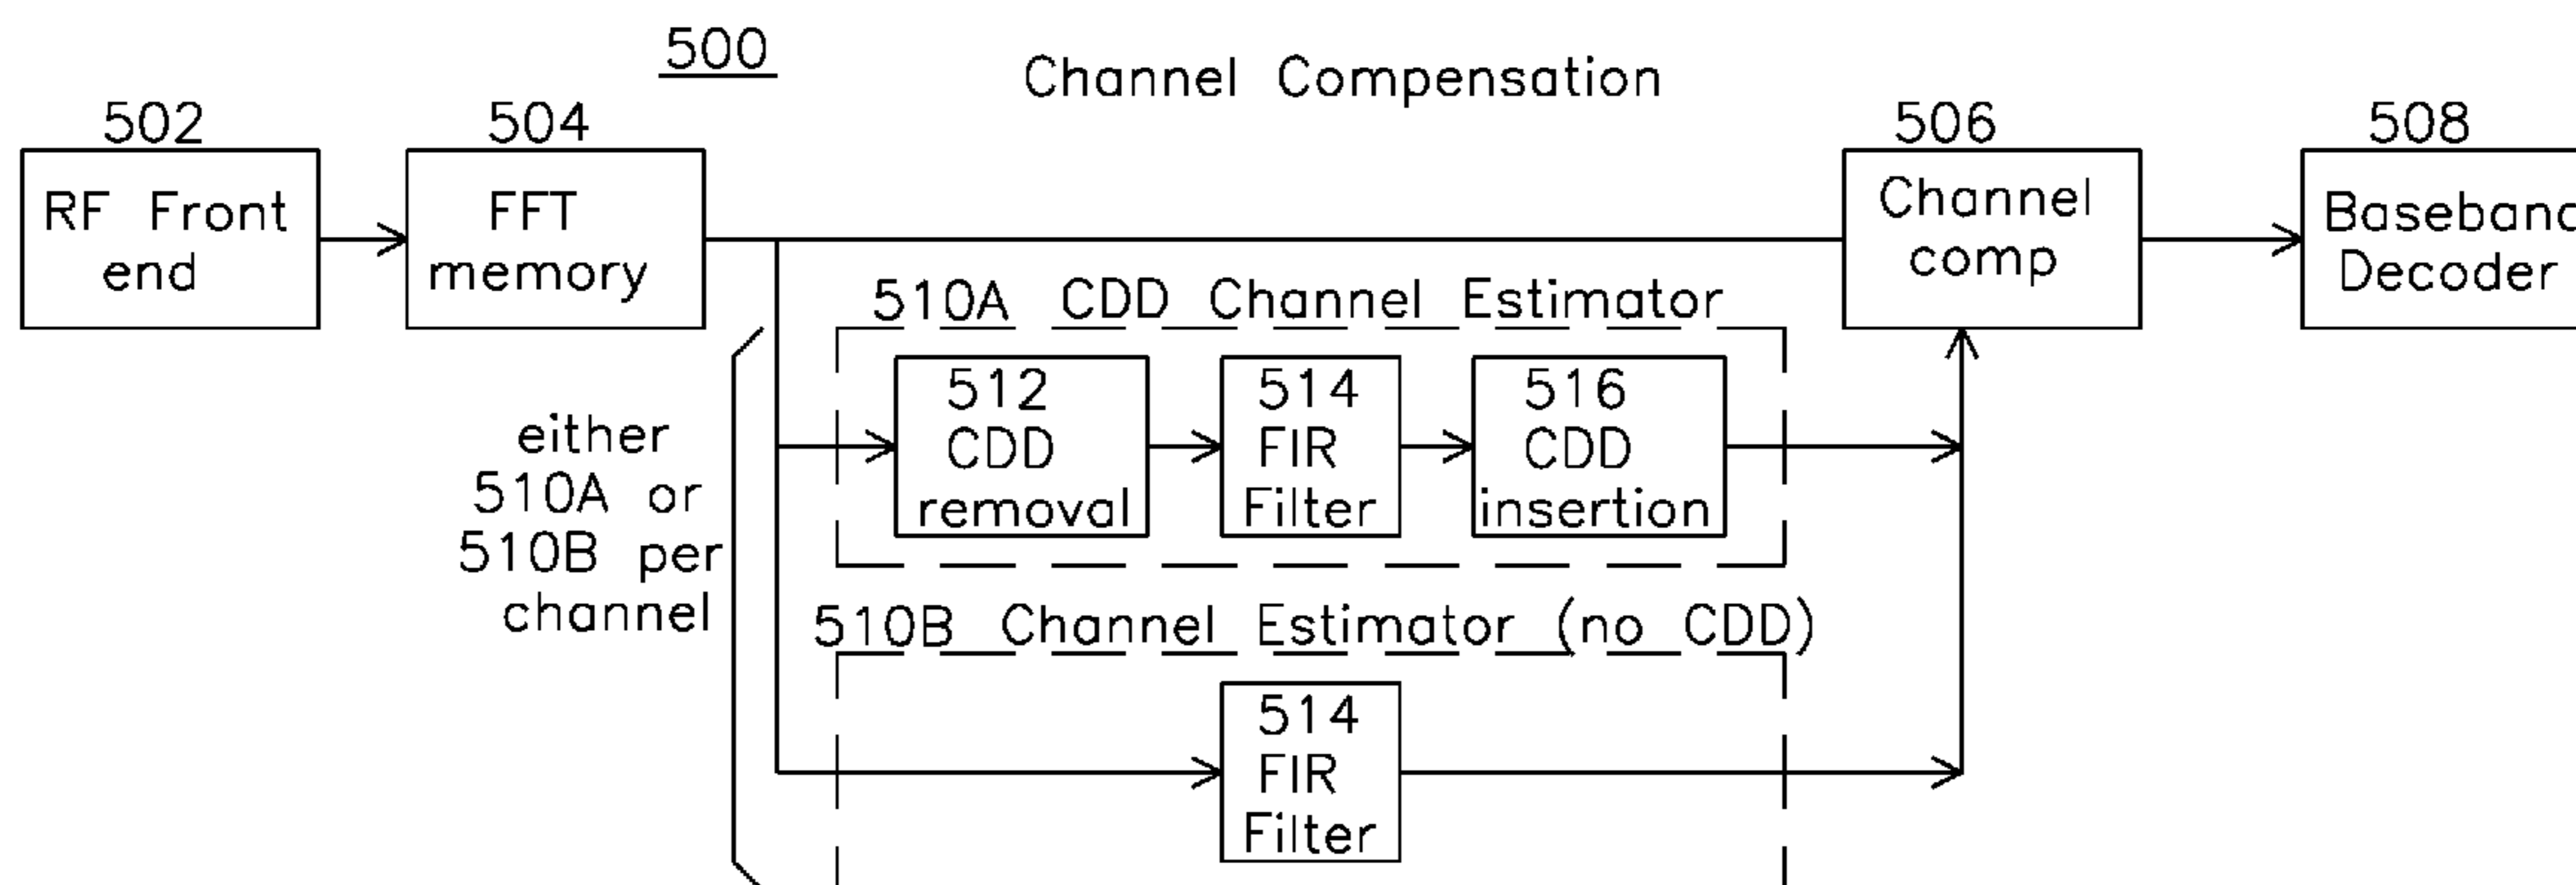 500
Channel Compensation
502
504
506
508
RF Front
end
FFT
memory
Channel
comp
Baseband
Decoder
510A CDD Channel Estimator
512
CDD
removal
514
FIR
Filter
516
CDD
insertion
either
510A or
510B per
channel
510B Channel Estimator (no CDD)
514
FIR
Filter